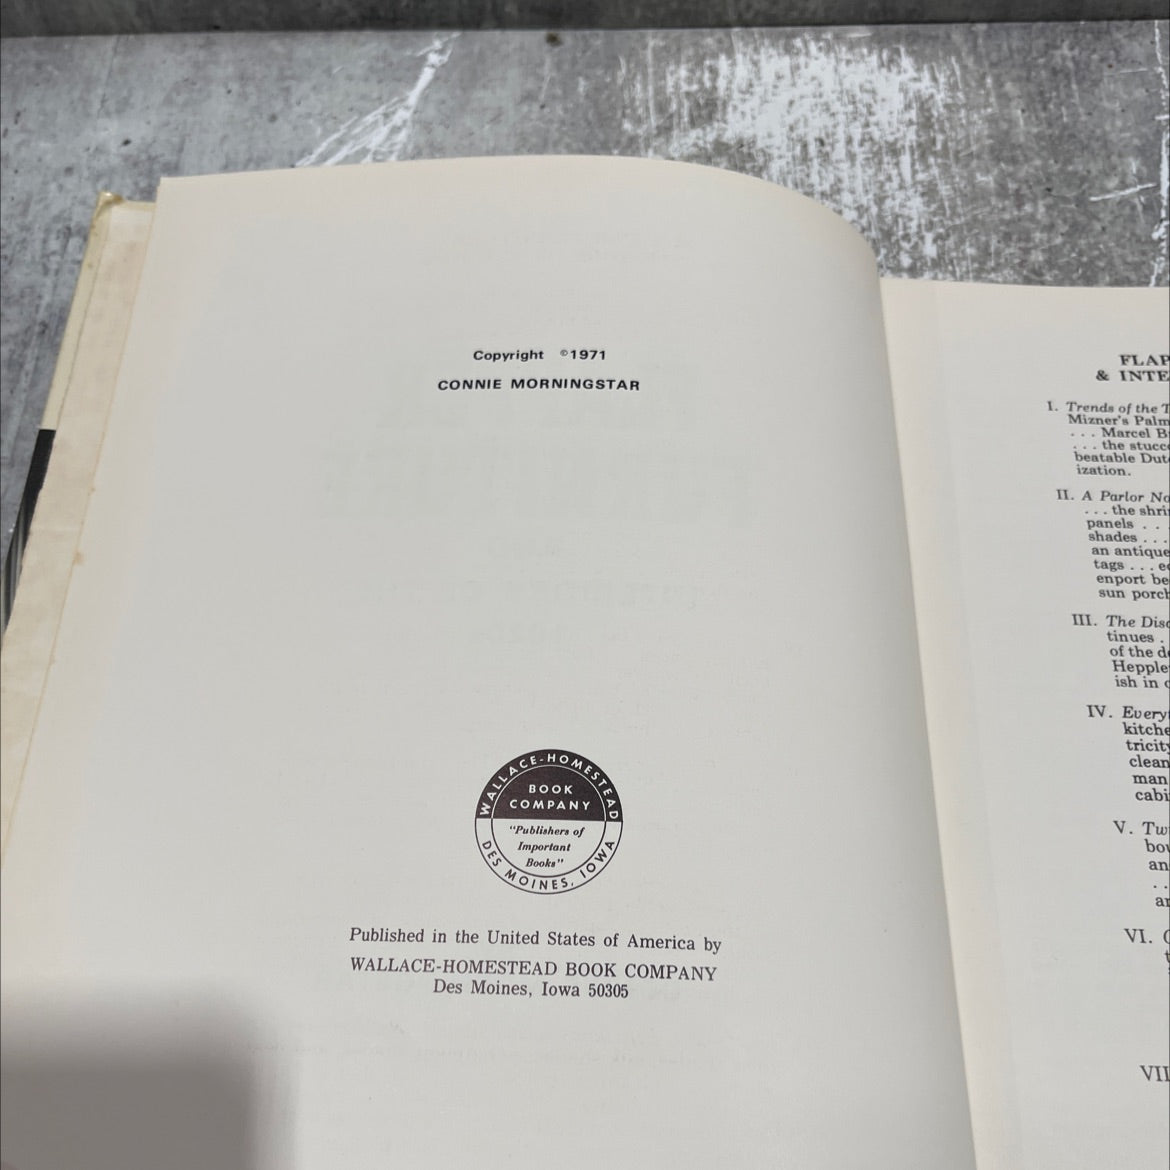 Copyright ©1971
CONNIE MORNINGSTAR
WALLACE-HOMESTEAD
BOOK
COMPANY
"Publishers of
Important
Books"
DES MOINES, IOWA
Published in the United States of America by
WALLACE-HOMESTEAD BOOK COMPANY
Des Moines, Iowa 50305
FLAP
& INTE
I. Trends of the T
Mizner's Palm
. . . Marcel B
. . . the stucc
beatable Dut
ization.
II. A Parlor No
. . . the shri
panels . .
shades . . .
an antique
tags . . . e
enport be
sun porch
III. The Disc
tinues .
of the d
Hepple
ish in
IV. Every
kitche
tricity
clean
man
cabi
V. Tw
bou
an
. .
ar
VI.
VII